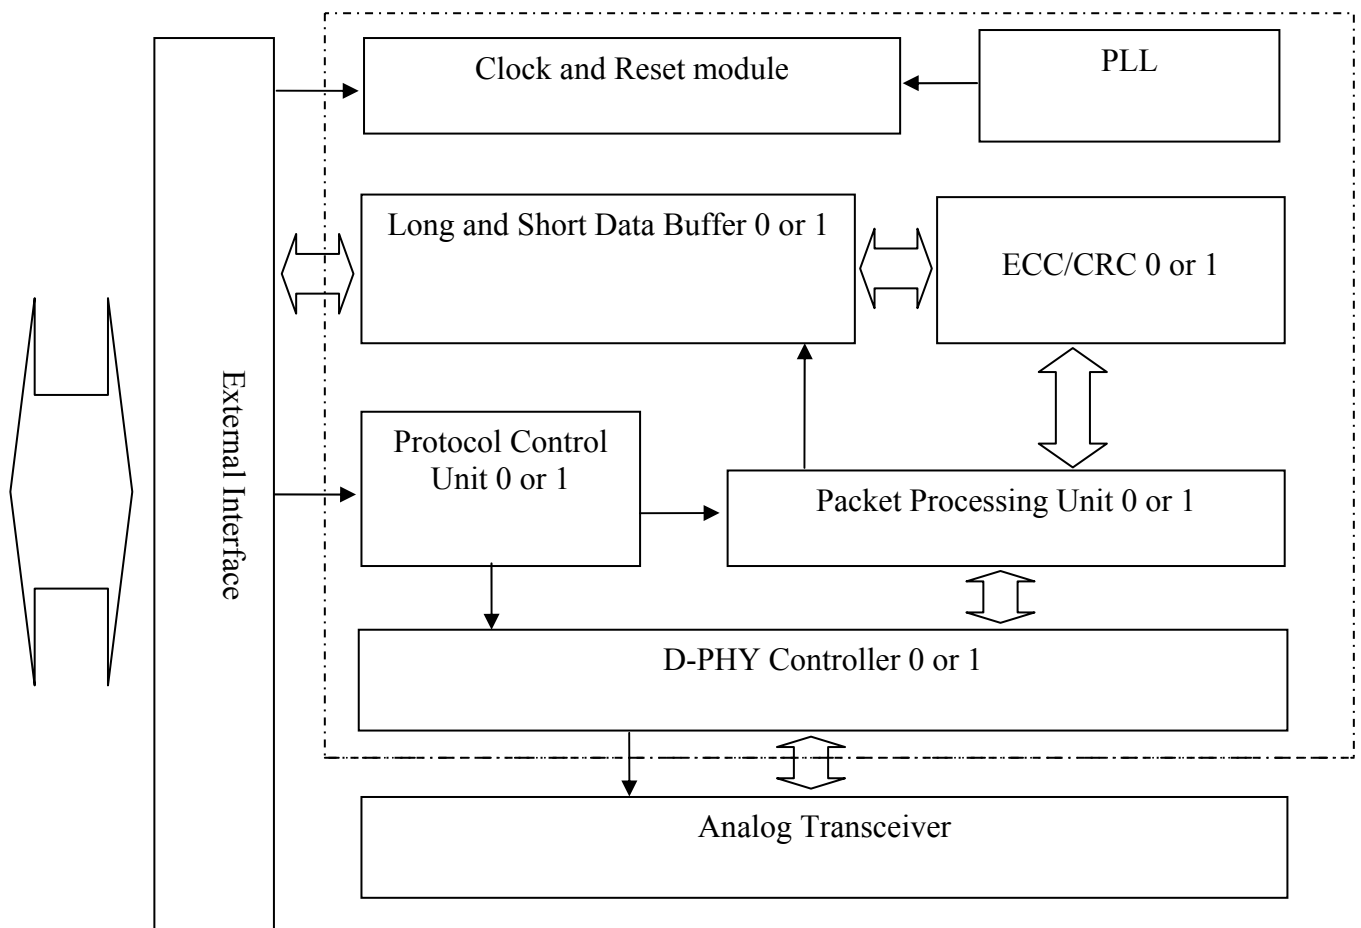 Clock and Reset module
PLL
Long and Short Data Buffer 0 or 1
ECC/CRC 0 or 1
External Interface
Protocol Control
Unit 0 or 1
Packet Processing Unit 0 or 1
D-PHY Controller 0 or 1
Analog Transceiver